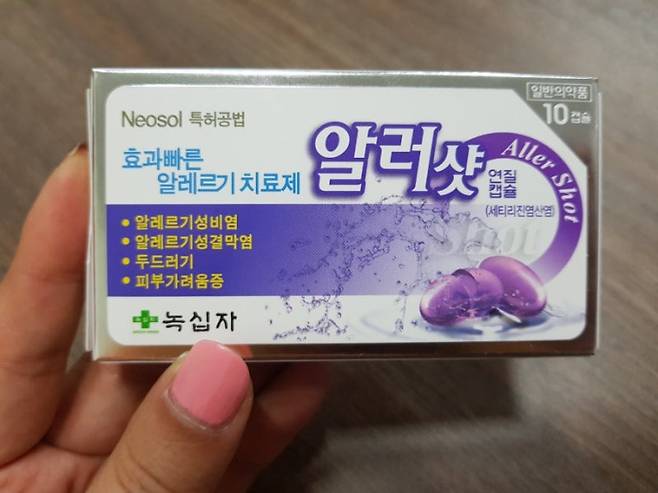 일반의약품
10캡슐
Neosol 특허공법
효과빠른
알레르기 치료제
알러샷
연질
캡슐
(세티리진염산염)
Aller Shot
Shot
• 알레르기성비염
• 알레르기성결막염
• 두드러기
• 피부가려움증
녹십자